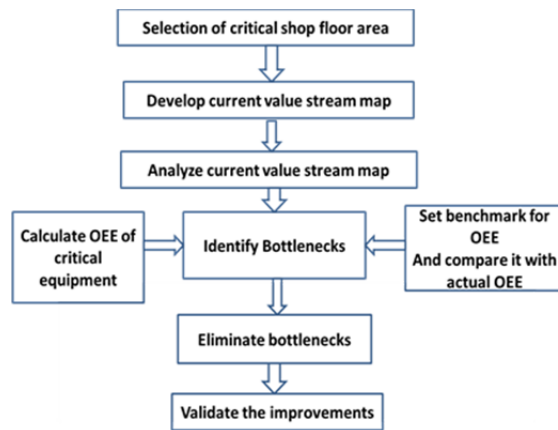 Selection of critical shop floor area
Develop current value stream map
Analyze current value stream map
Calculate OEE of
critical
equipment
Identify Bottlenecks
Set benchmark for
OEE
And compare it with
actual OEE
Eliminate bottlenecks
Validate the improvements